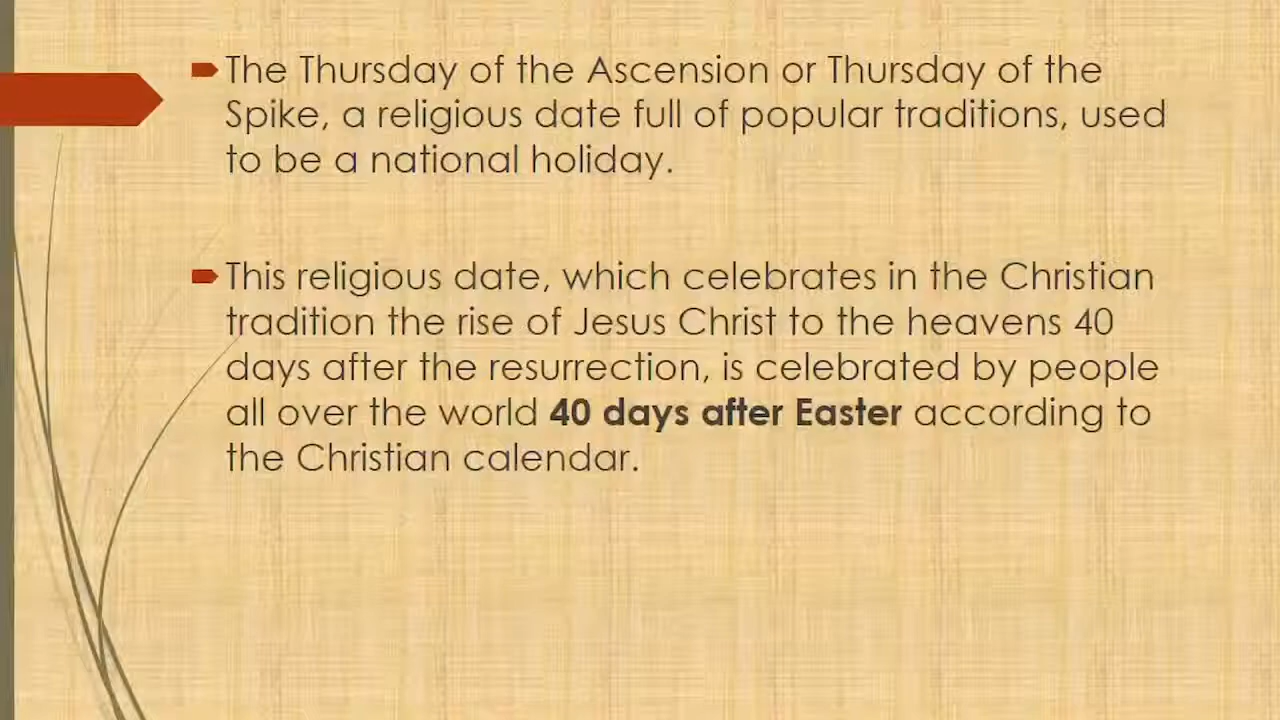 The Thursday of the Ascension or Thursday of the
Spike, a religious date full of popular traditions, used
to be a national holiday.
This religious date, which celebrates in the Christian
tradition the rise of Jesus Christ to the heavens 40
days after the resurrection, is celebrated by people
all over the world 40 days after Easter according to
the Christian calendar.